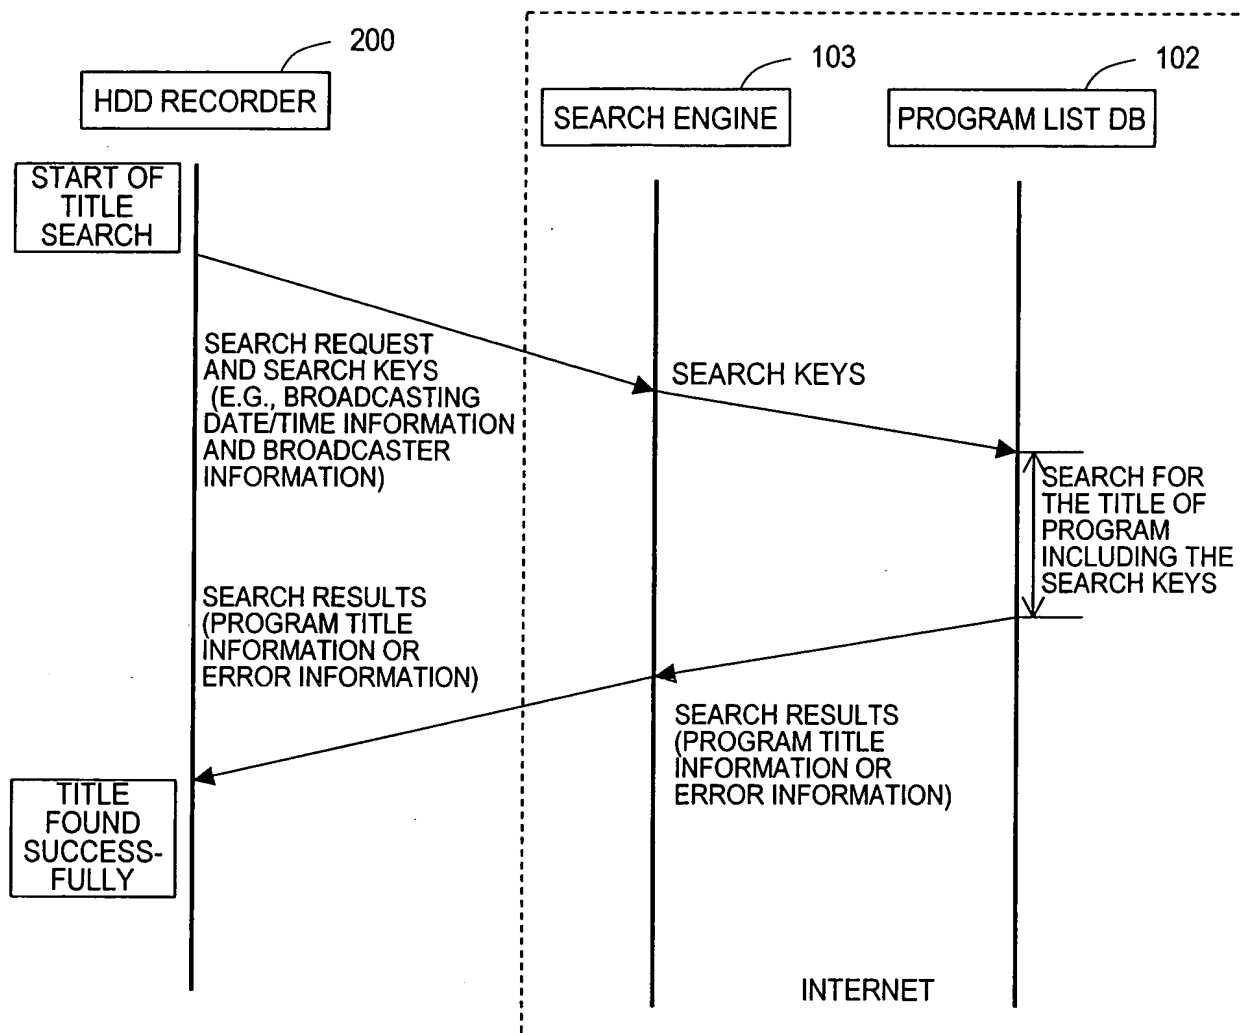 200
HDD RECORDER
103
SEARCH ENGINE
102
PROGRAM LIST DB
START OF
TITLE
SEARCH
SEARCH REQUEST
AND SEARCH KEYS
(E.G., BROADCASTING
DATE/TIME INFORMATION
AND BROADCASTER
INFORMATION)
SEARCH KEYS
SEARCH FOR
THE TITLE OF
PROGRAM
INCLUDING THE
SEARCH KEYS
SEARCH RESULTS
(PROGRAM TITLE
INFORMATION OR
ERROR INFORMATION)
SEARCH RESULTS
(PROGRAM TITLE
INFORMATION OR
ERROR INFORMATION)
TITLE
FOUND
SUCCESS-
FULLY
INTERNET